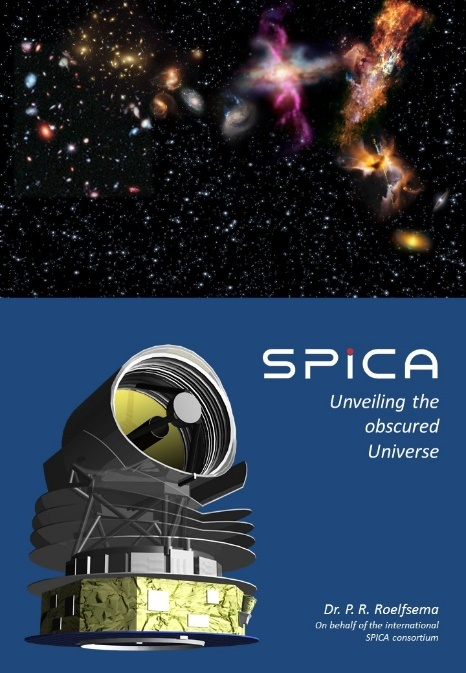 SPiCA
Unveiling the
obscured
Universe
Dr. P. R. Roelfsema
On behalf of the international
SPICA consortium